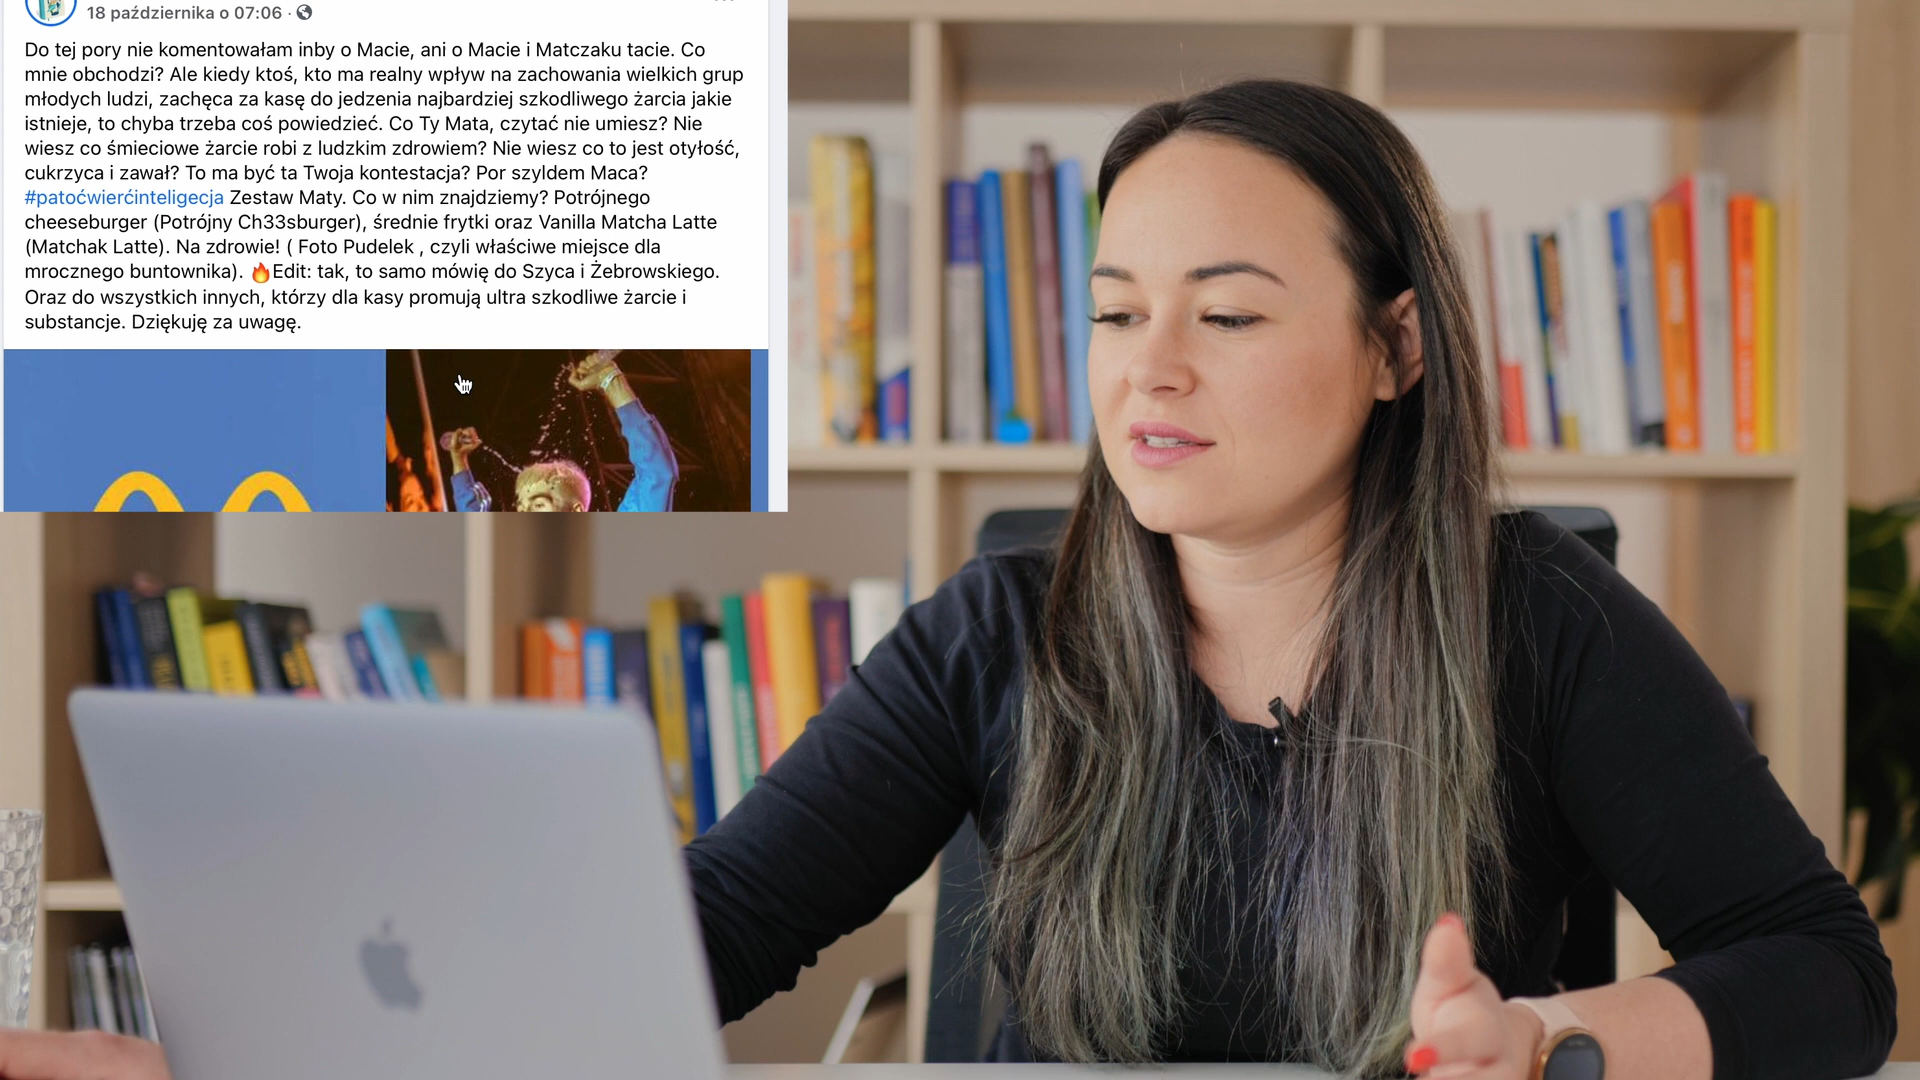 18 października o 07:06 ·
Do tej pory nie komentowałam inby o Macie, ani o Macie i Matczaku tacie. Co
mnie obchodzi? Ale kiedy ktoś, kto ma realny wpływ na zachowania wielkich grup
młodych ludzi, zachęca za kasę do jedzenia najbardziej szkodliwego żarcia jakie
istnieje, to chyba trzeba coś powiedzieć. Co Ty Mata, czytać nie umiesz? Nie
wiesz co śmieciowe żarcie robi z ludzkim zdrowiem? Nie wiesz co to jest otyłość,
cukrzyca i zawał? To ma być ta Twoja kontestacja? Por szyldem Maca?
#patoćwierćinteligecja Zestaw Maty. Co w nim znajdziemy? Potrójnego
cheeseburger (Potrójny Ch33sburger), średnie frytki oraz Vanilla Matcha Latte
(Matchak Latte). Na zdrowie! ( Foto Pudelek , czyli właściwe miejsce dla
mrocznego buntownika). 🔥Edit: tak, to samo mówię do Szyca i Żebrowskiego.
Oraz do wszystkich innych, którzy dla kasy promują ultra szkodliwe żarcie i
substancje. Dziękuję za uwagę.